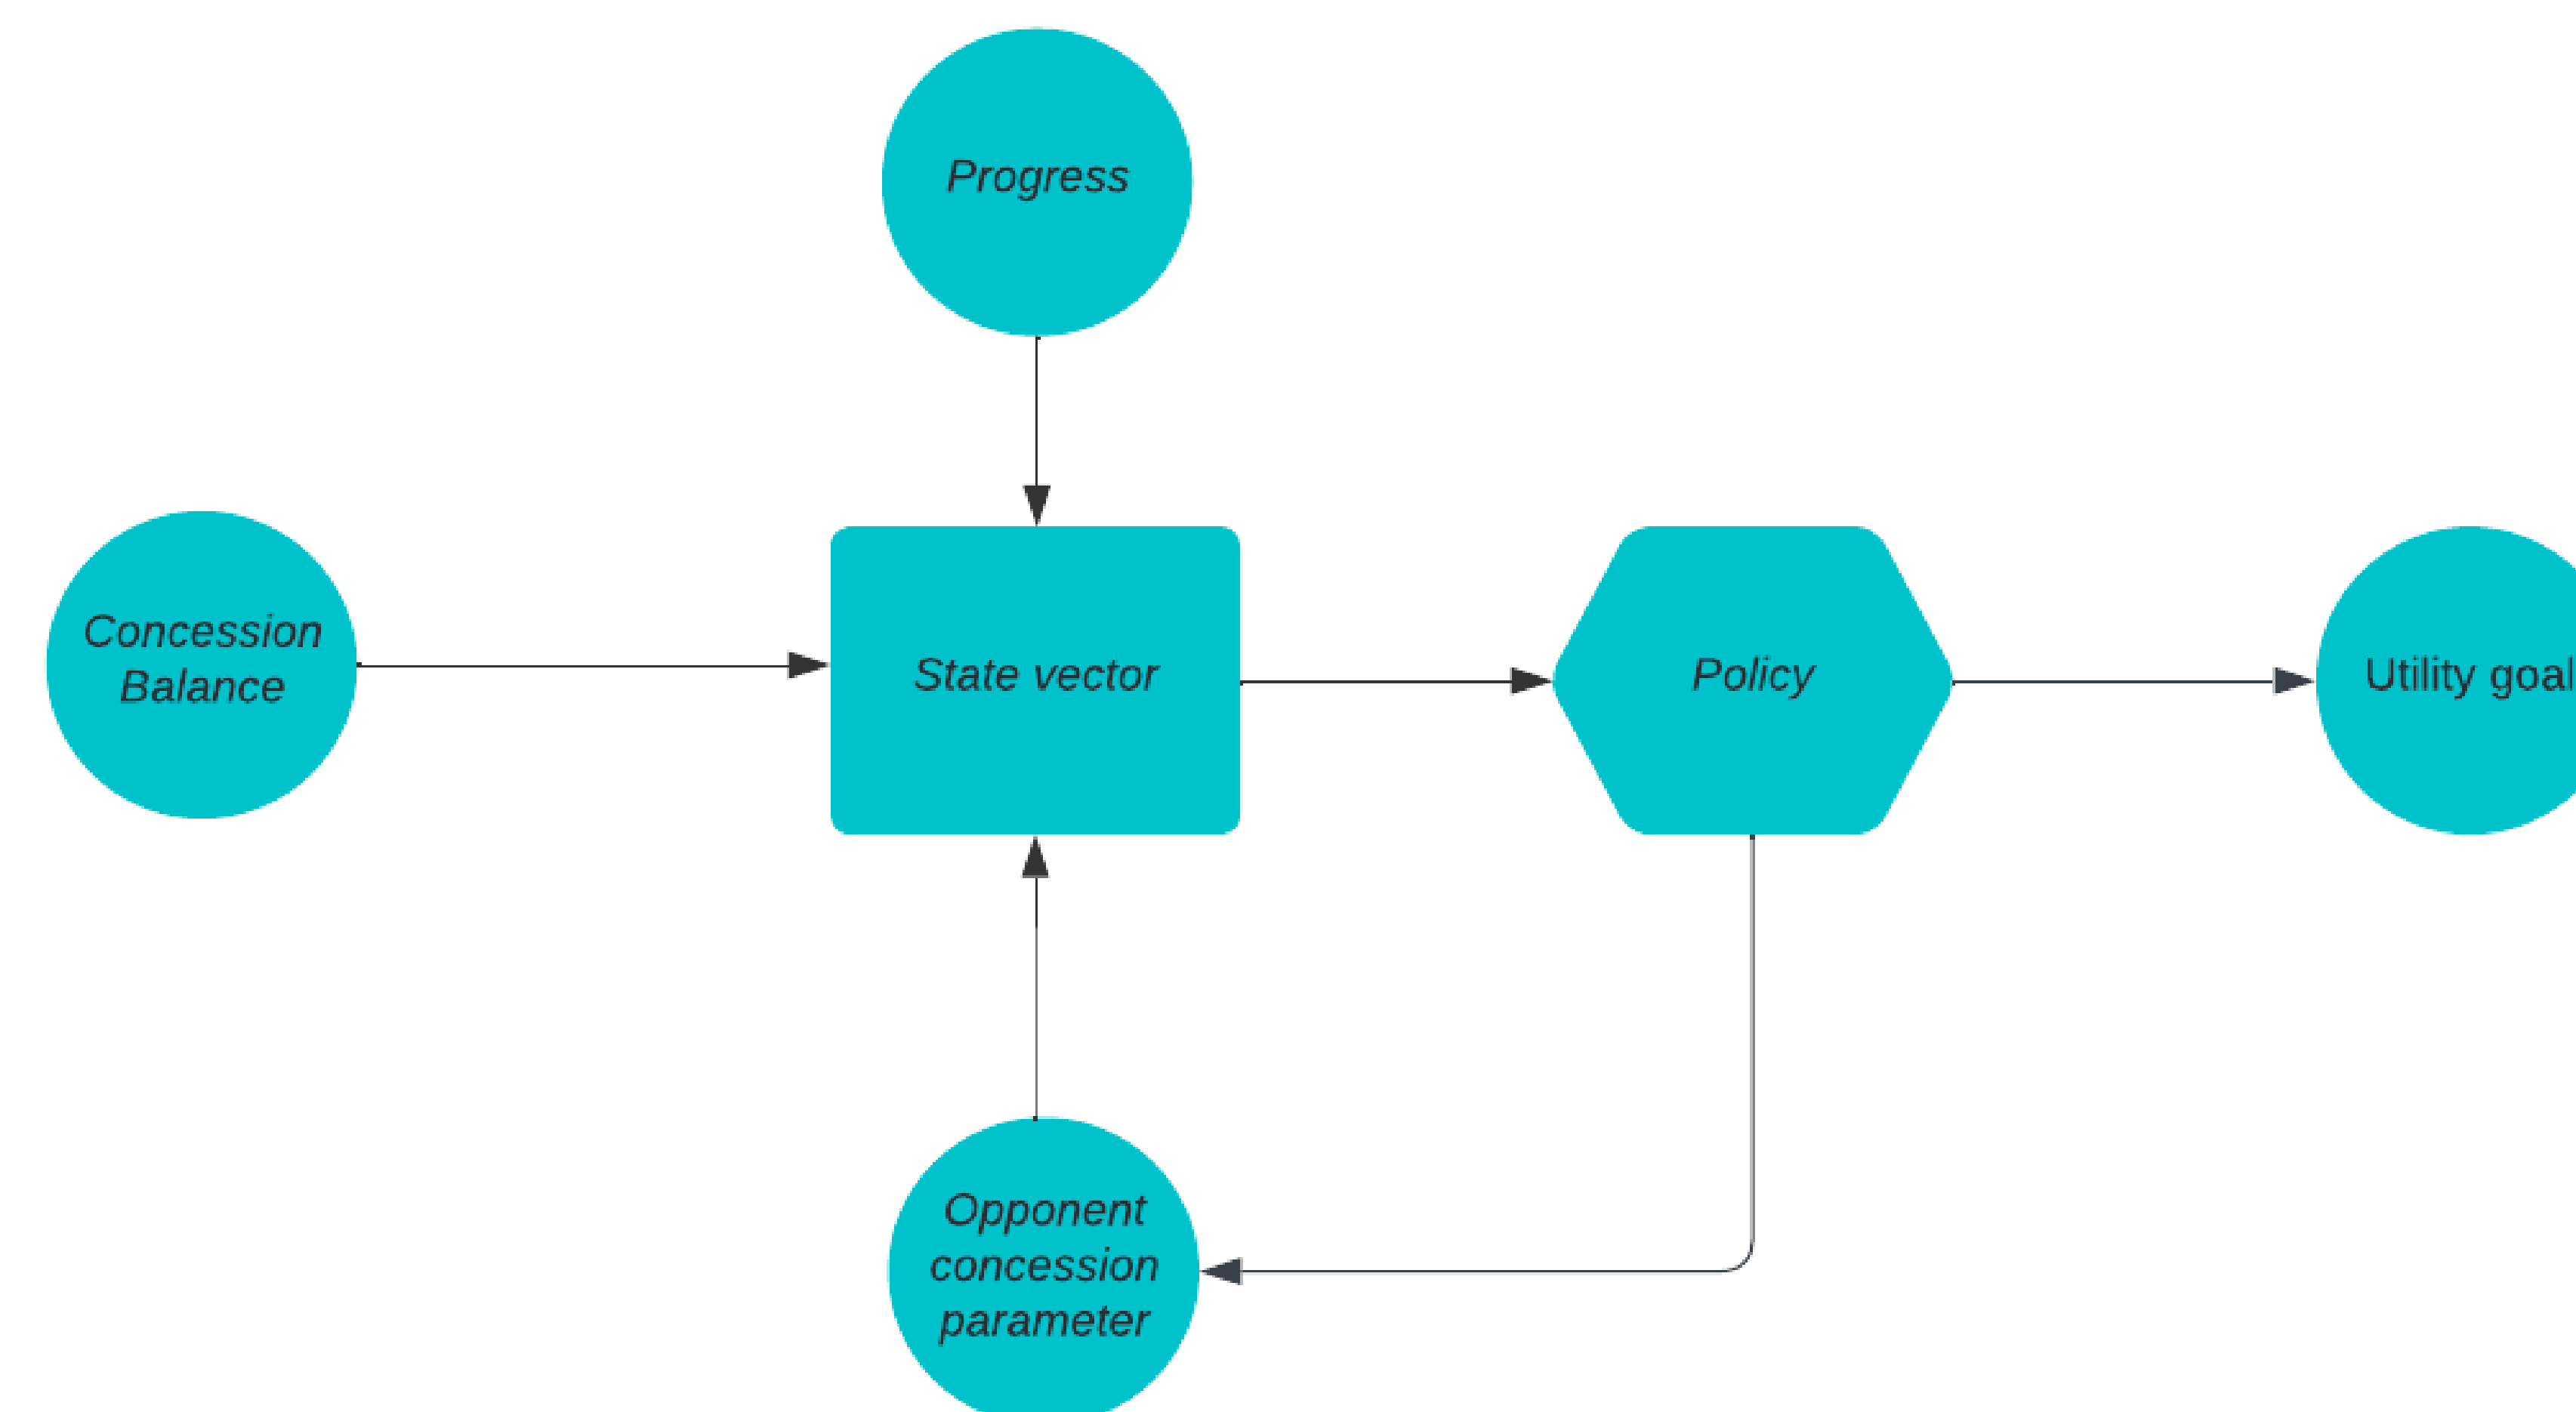 Progress
Concession
Balance
State vector
Policy
Utility goal
Opponent
concession
parameter